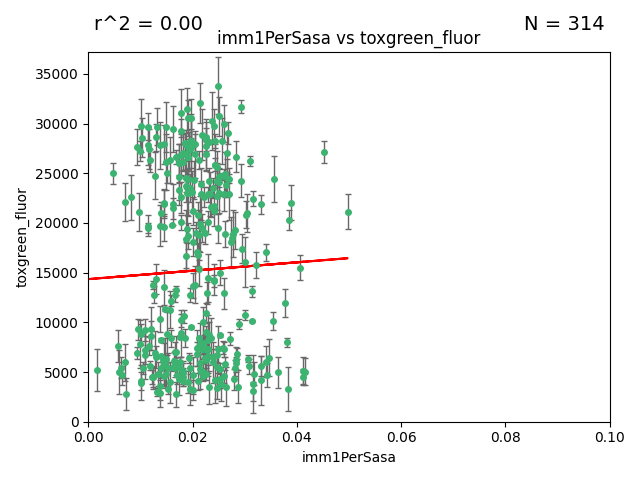 r^2 = 0.00
N = 314
imm1PerSasa vs toxgreen_fluor
35000
30000
25000
20000
15000
10000
5000
0
toxgreen_fluor
0.00
0.02
0.04
0.06
0.08
0.10
imm1PerSasa